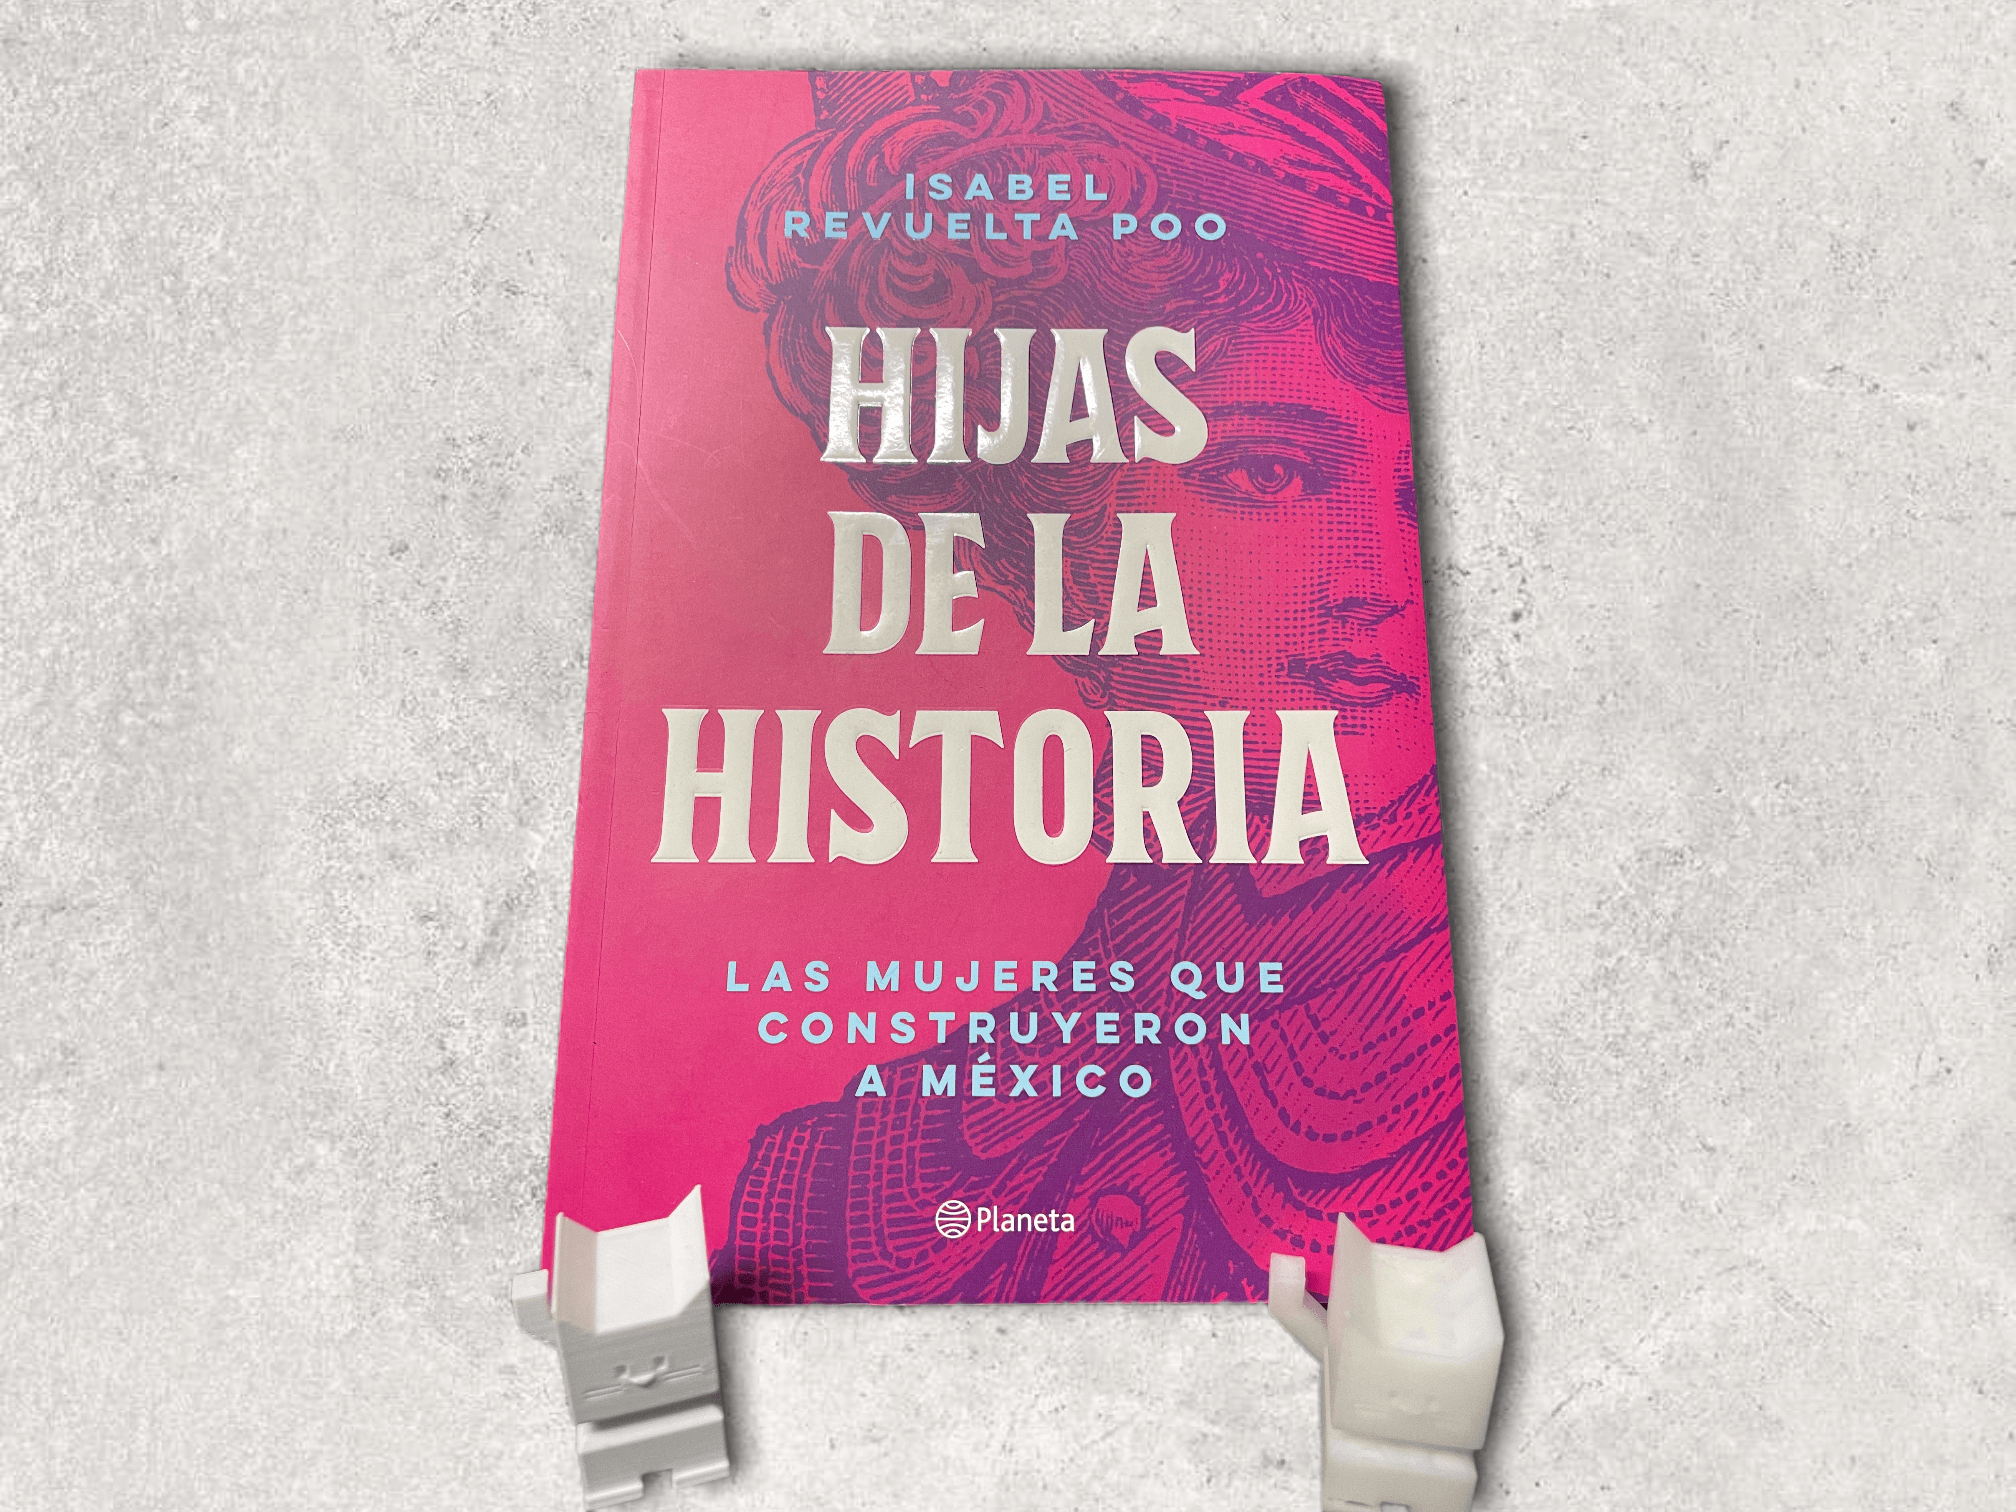 ISABEL
REVUELTA POO
HIJAS
DE LA
HISTORIA
LAS MUJERES QUE
CONSTRUYERON
A MÉXICO
Planeta